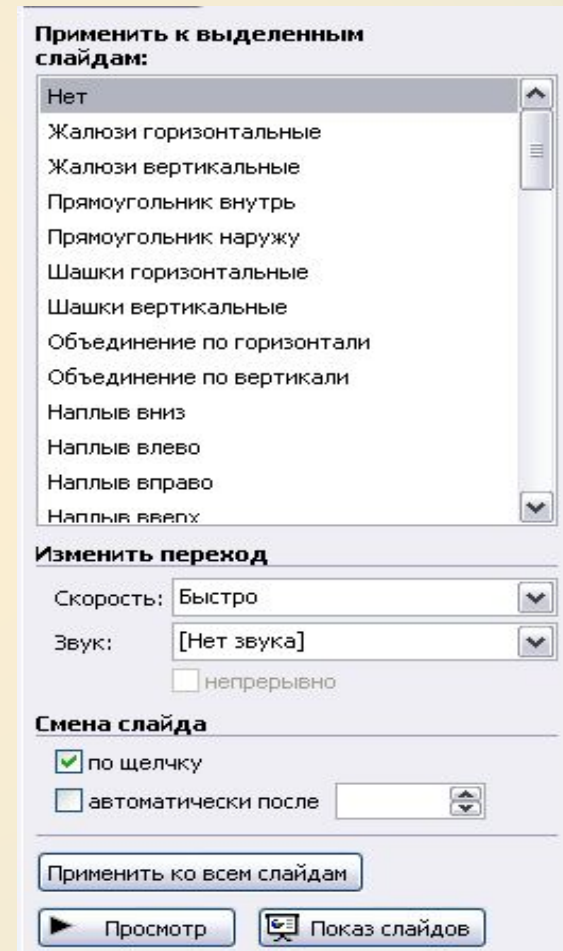 Применить к выделенным
слайдам:
Нет
Жалюзи горизонтальные
Жалюзи вертикальные
Прямоугольник внутрь
Прямоугольник наружу
Шашки горизонтальные
Шашки вертикальные
Объединение по горизонтали
Объединение по вертикали
Наплыв вниз
Наплыв влево
Наплыв вправо
Наплыв вверх
Изменить переход
Скорость: Быстро
Звук: [Нет звука]
непрерывно
Смена слайда
по щелчку
автоматически после
Применить ко всем слайдам
Просмотр Показ слайдов